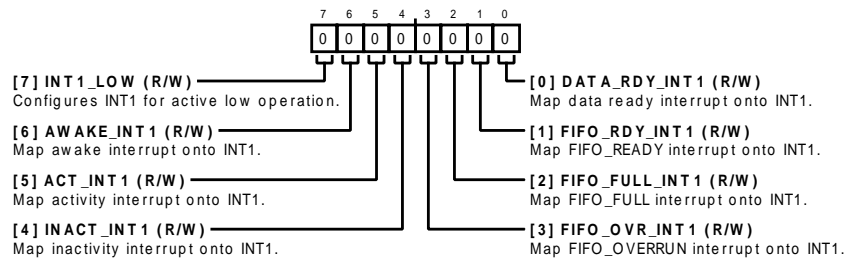 7 6 5 4 3 2 1 0
0 0 0 0 0 0 0 0
[7] INT1_LOW (R/W)
Configures INT1 for active low operation.
[6] AWAKE_INT1 (R/W)
Map awake interrupt onto INT1.
[5] ACT_INT1 (R/W)
Map activity interrupt onto INT1.
[4] INACT_INT1 (R/W)
Map inactivity interrupt onto INT1.
[0] DATA_RDY_INT1 (R/W)
Map data ready interrupt onto INT1.
[1] FIFO_RDY_INT1 (R/W)
Map FIFO_READY interrupt onto INT1.
[2] FIFO_FULL_INT1 (R/W)
Map FIFO_FULL interrupt onto INT1.
[3] FIFO_OVR_INT1 (R/W)
Map FIFO_OVERRUN interrupt onto INT1.